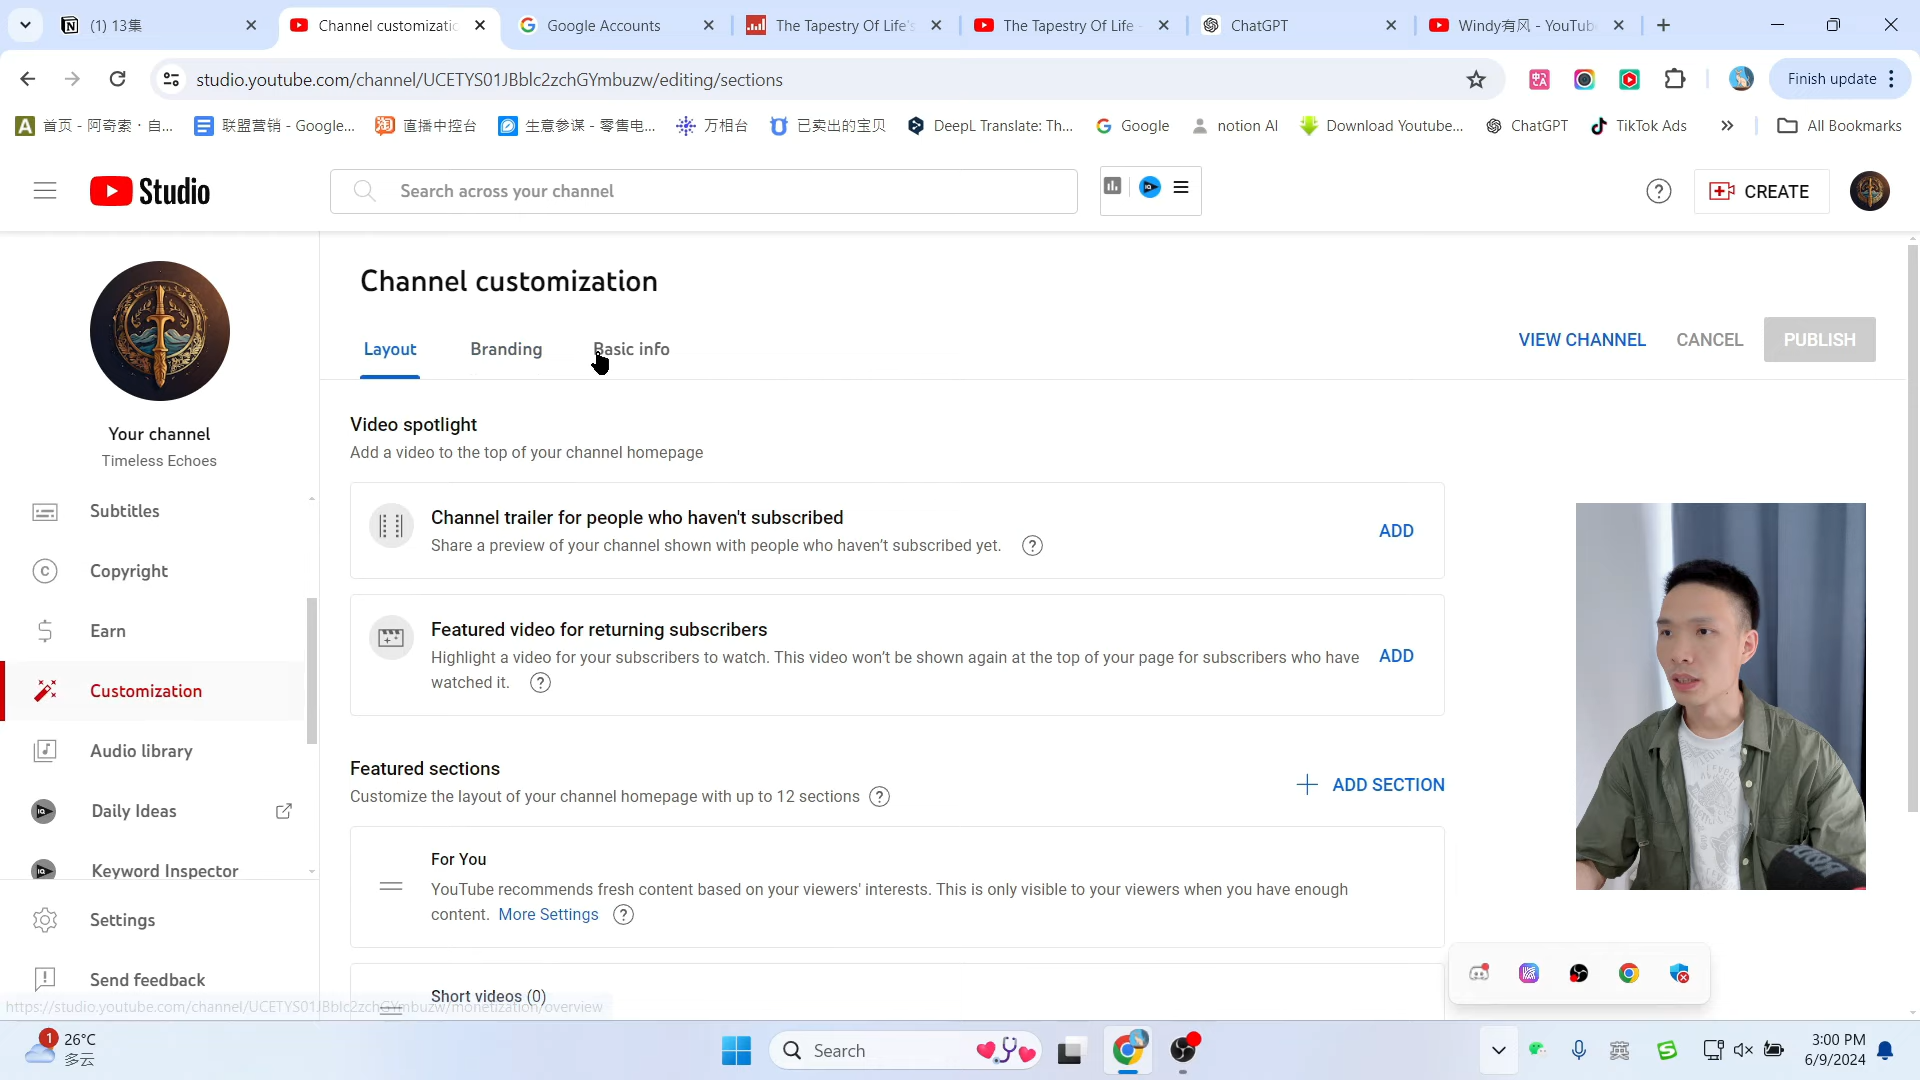 (1) 13集
Channel customizatic
Google Accounts
The Tapestry Of Life's
The Tapestry Of Life -
ChatGPT
Windy有风 - YouTub
studio.youtube.com/channel/UCETYS01JBblc2zchGYmbuzw/editing/sections
Finish update
首页 - 阿奇索 · 自...
联盟营销 - Google...
直播中控台
生意参谋 - 零售电...
万相台
已卖出的宝贝
DeepL Translate: Th...
Google
notion AI
Download Youtube...
ChatGPT
TikTok Ads
All Bookmarks
Studio
Search across your channel
CREATE
Channel customization
Layout
Branding
Basic info
VIEW CHANNEL
CANCEL
PUBLISH
Your channel
Timeless Echoes
Subtitles
Copyright
Earn
Customization
Audio library
Daily Ideas
Keyword Inspector
Settings
Send feedback
Video spotlight
Add a video to the top of your channel homepage
Channel trailer for people who haven't subscribed
Share a preview of your channel shown with people who haven't subscribed yet.
ADD
Featured video for returning subscribers
Highlight a video for your subscribers to watch. This video won't be shown again at the top of your page for subscribers who have
watched it.
ADD
Featured sections
Customize the layout of your channel homepage with up to 12 sections
ADD SECTION
For You
YouTube recommends fresh content based on your viewers' interests. This is only visible to your viewers when you have enough
content. More Settings
Short videos (0)
https://studio.youtube.com/channel/UCETYS01JBblc2zchGYmbuzw/monetization/overview
1
26°C
多云
Search
英
3:00 PM
6/9/2024